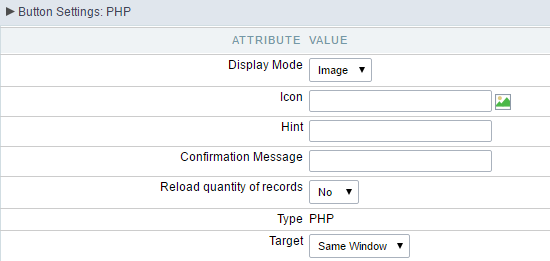 Button Settings: PHP
ATTRIBUTE VALUE
Display Mode Image
Icon
Hint
Confirmation Message
Reload quantity of records No
Type PHP
Target Same Window